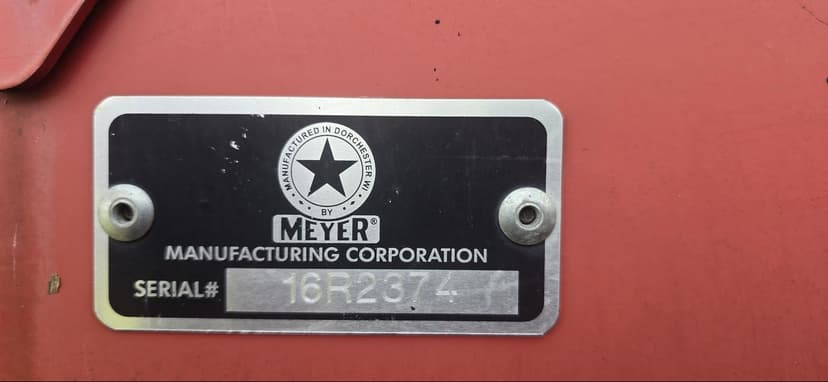 MANUFACTURED IN DORCHESTER WI
BY
MEYER®
MANUFACTURING CORPORATION
SERIAL# 16R2374